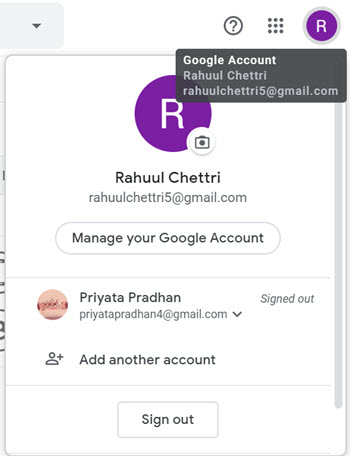 R
Google Account
Rahuul Chettri
rahuulchettri5@gmail.com
R
Rahuul Chettri
rahuulchettri5@gmail.com
Manage your Google Account
Priyata Pradhan
Signed out
priyatapradhan4@gmail.com
Add another account
Sign out